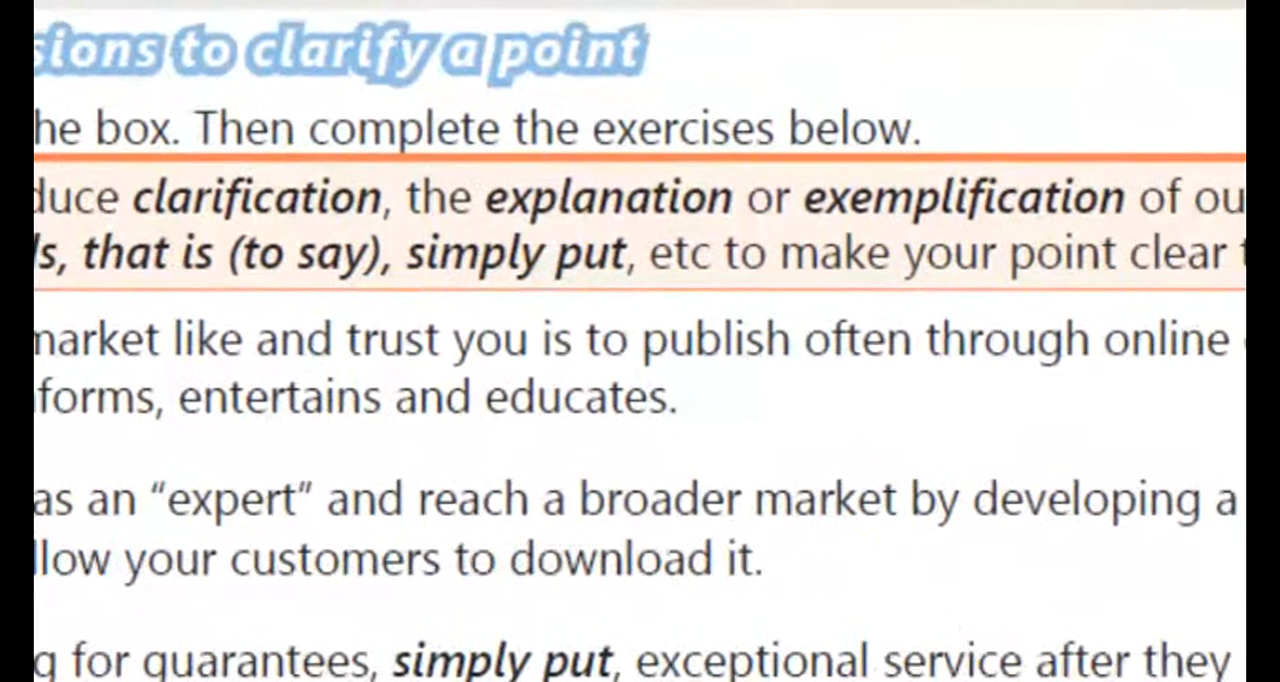 sions to clarify a point
he box. Then complete the exercises below.
duce clarification, the explanation or exemplification of ou
s, that is (to say), simply put, etc to make your point clear
market like and trust you is to publish often through online
forms, entertains and educates.
as an “expert” and reach a broader market by developing a
llow your customers to download it.
g for guarantees, simply put, exceptional service after they